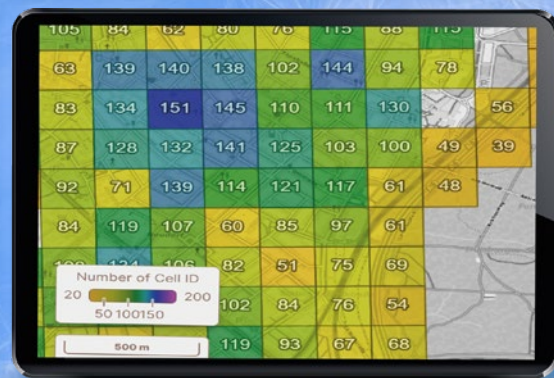 105 84 62 80 76 115 88 115
63 139 140 138 102 144 94 78
83 134 151 145 110 111 130 56
87 128 132 141 125 103 100 49 39
92 71 139 114 121 117 61 48
84 119 107 60 85 97 61
106 82 51 75 69
Number of Cell ID
20 200
50 100 150
102 84 76 54
500 m
119 93 67 68